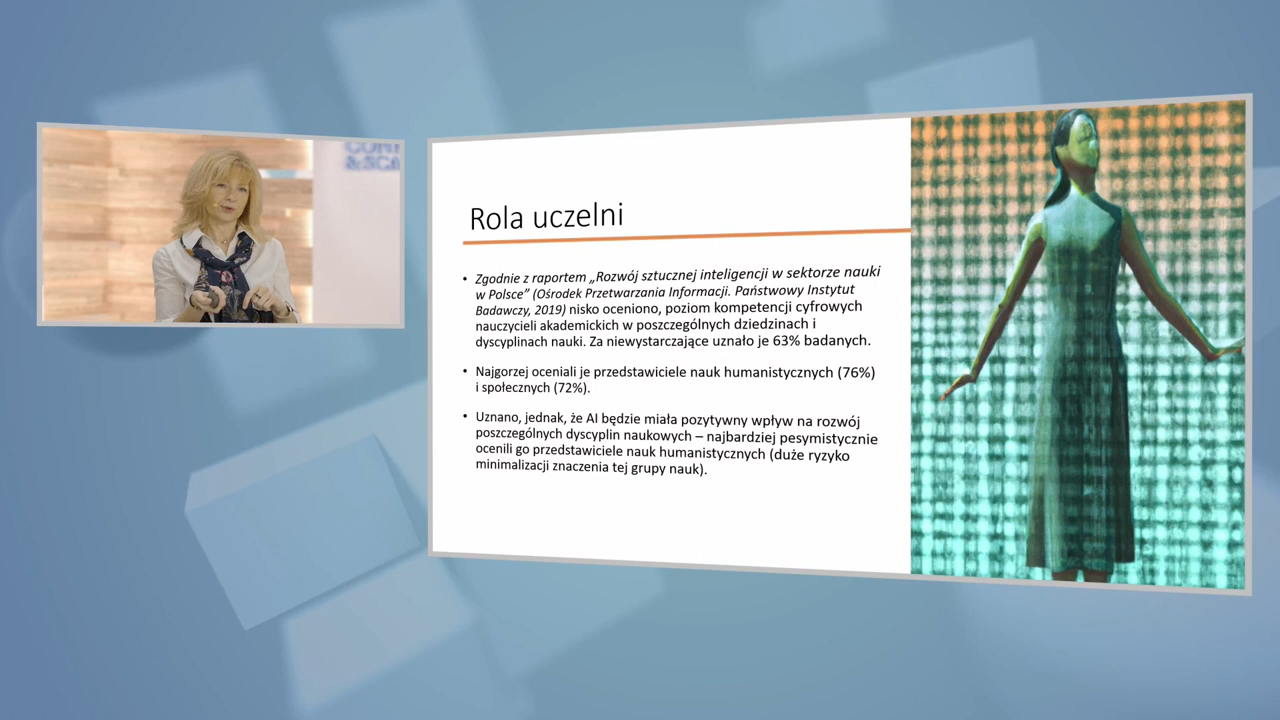 &SC
Rola uczelni
• Zgodnie z raportem „Rozwój sztucznej inteligencji w sektorze nauki
w Polsce” (Ośrodek Przetwarzania Informacji. Państwowy Instytut
Badawczy, 2019) nisko oceniono, poziom kompetencji cyfrowych
nauczycieli akademickich w poszczególnych dziedzinach i
dyscyplinach nauki. Za niewystarczające uznało je 63% badanych.
• Najgorzej oceniali je przedstawiciele nauk humanistycznych (76%)
i społecznych (72%).
• Uznano, jednak, że AI będzie miała pozytywny wpływ na rozwój
poszczególnych dyscyplin naukowych – najbardziej pesymistycznie
ocenili go przedstawiciele nauk humanistycznych (duże ryzyko
minimalizacji znaczenia tej grupy nauk).